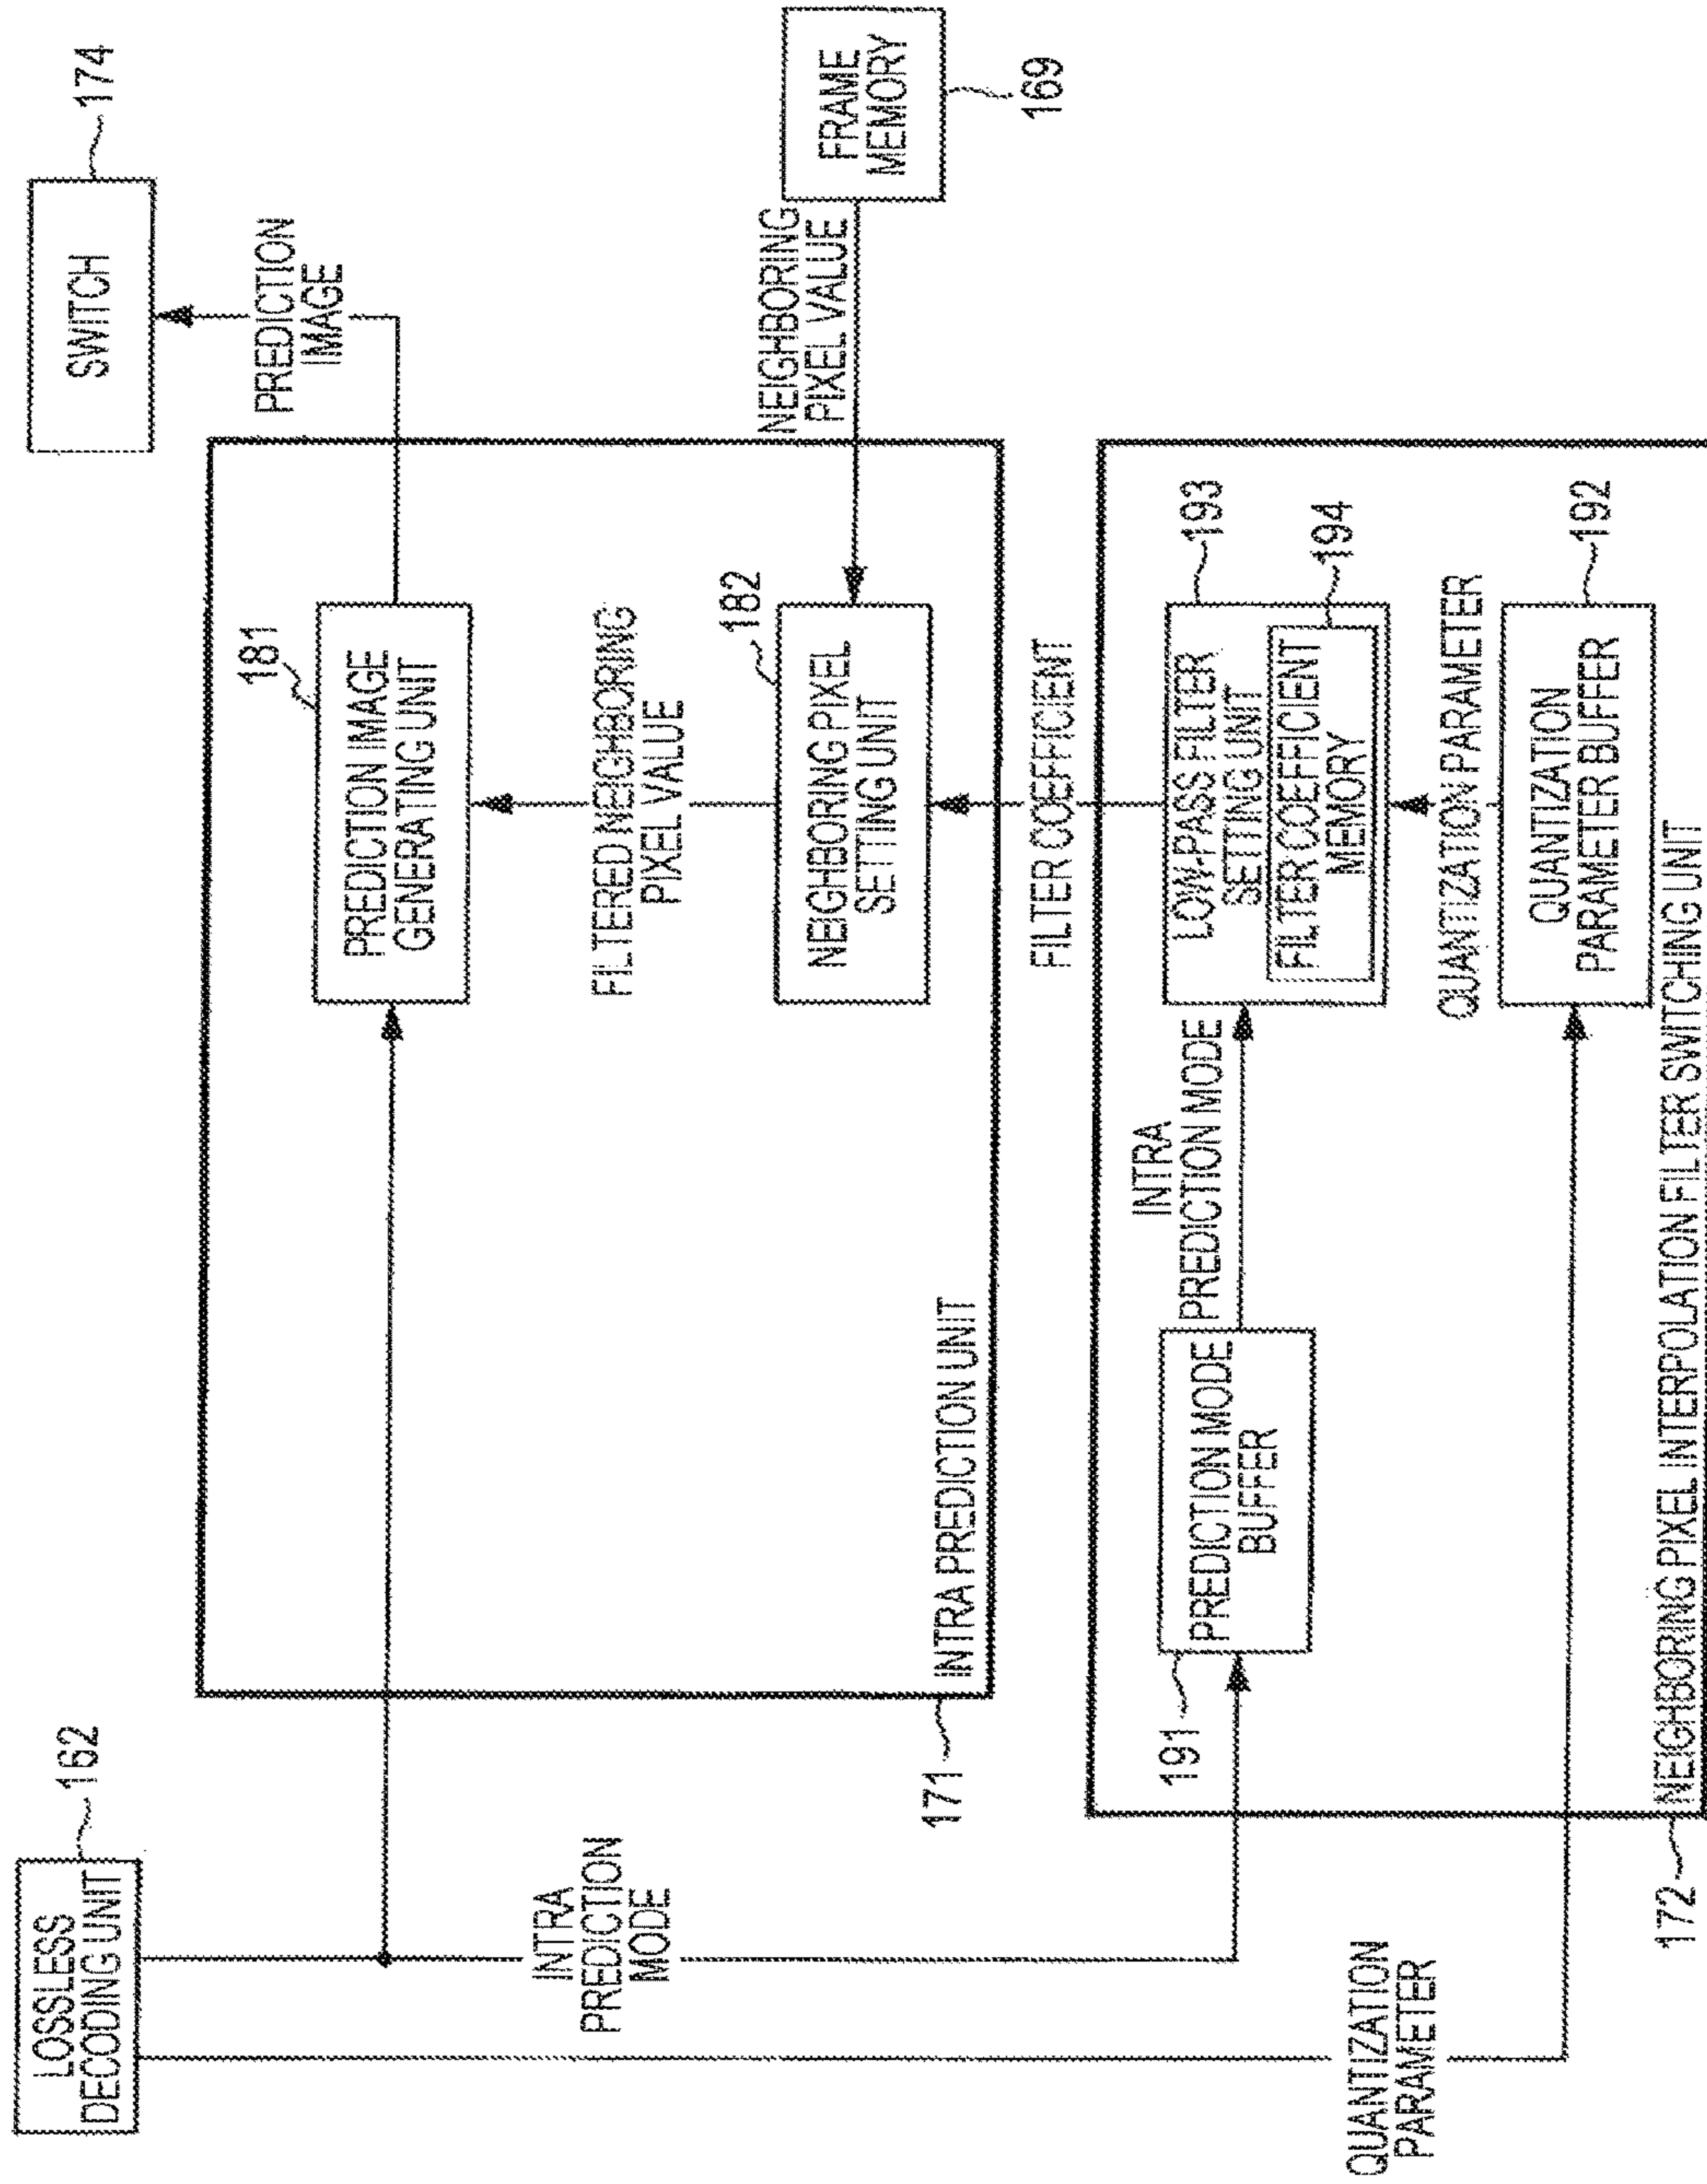 LOSSLESS
DECODING UNIT
162
SWITCH
174
INTRA
PREDICTION
MODE
QUANTIZATION
PARAMETER
171
INTRA PREDICTION UNIT
181
PREDICTION IMAGE
GENERATING UNIT
PREDICTION
IMAGE
FILTERED NEIGHBORING
PIXEL VALUE
182
NEIGHBORING PIXEL
SETTING UNIT
NEIGHBORING
PIXEL VALUE
FRAME
MEMORY
169
FILTER COEFFICIENT
172
NEIGHBORING PIXEL INTERPOLATION FILTER SWITCHING UNIT
191
PREDICTION MODE
BUFFER
INTRA
PREDICTION MODE
LOW-PASS FILTER
SETTING UNIT
193
FILTER COEFFICIENT
MEMORY
194
QUANTIZATION PARAMETER
QUANTIZATION
PARAMETER BUFFER
192